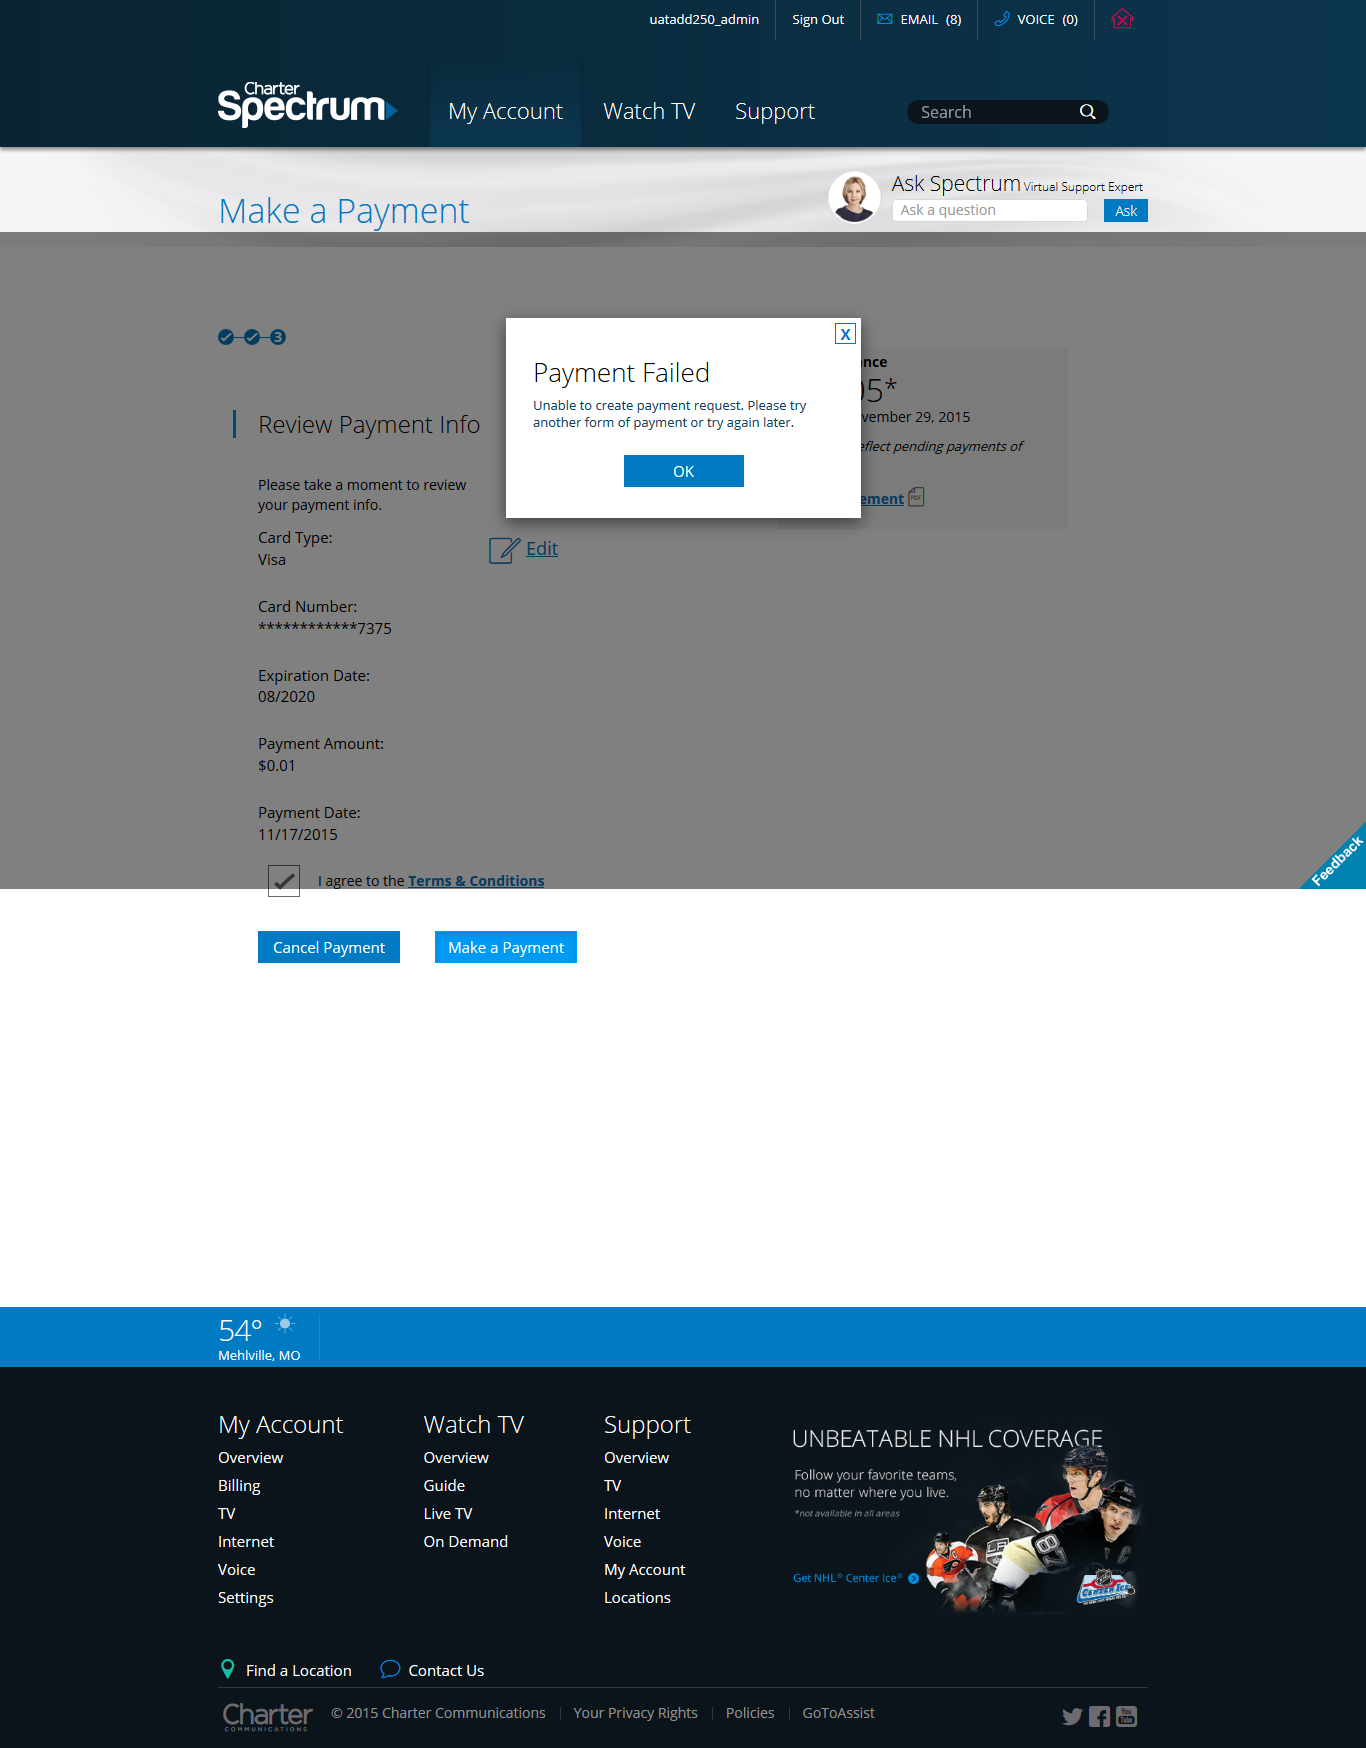 uatadd250_admin
Sign Out
EMAIL (8)
VOICE (0)
Charter
Spectrum
My Account
Watch TV
Support
Search
Make a Payment
Ask Spectrum Virtual Support Expert
Ask a question
Ask
3
X
Payment Failed
Unable to create payment request. Please try
another form of payment or try again later.
OK
05*
29, 2015
pending payments of
PDF
Review Payment Info
Please take a moment to review
your payment info.
Card Type:
Visa
Edit
Card Number:
************7375
Expiration Date:
08/2020
Payment Amount:
$0.01
Payment Date:
11/17/2015
I agree to the Terms & Conditions
Feedback
Cancel Payment
Make a Payment
54°
Mehlville, MO
My Account
Overview
Billing
TV
Internet
Voice
Settings
Watch TV
Overview
Guide
Live TV
On Demand
Support
Overview
TV
Internet
Voice
My Account
Locations
UNBEATABLE NHL COVERAGE
Follow your favorite teams,
no matter where you live.
*not available in all areas
Get NHL® Center Ice®
LA
87
C
CENTER ICE
Find a Location
Contact Us
Charter
COMMUNICATIONS
© 2015 Charter Communications
Your Privacy Rights
Policies
GoToAssist
You
Tube